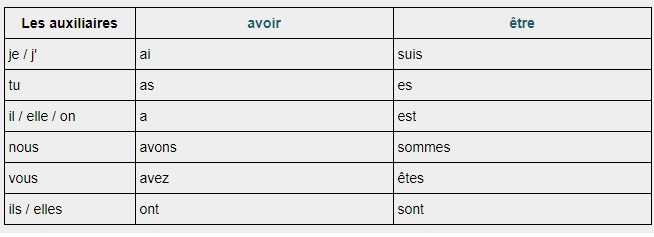 Les auxiliaires avoir être
je / j' ai suis
tu as es
il / elle / on a est
nous avons sommes
vous avez êtes
ils / elles ont sont